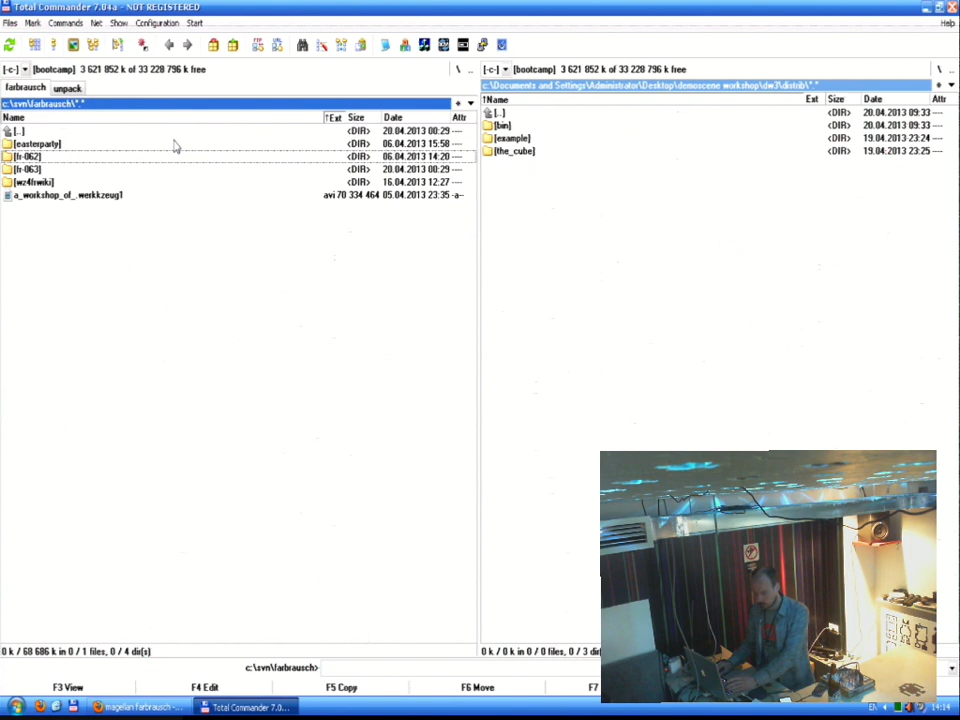 Total Commander 7.04a - NOT REGISTERED
Files Mark Commands Net Show Configuration Start Help
[-c-] [bootcamp] 3 621 852 k of 33 228 796 k free \ ..
[-c-] [bootcamp] 3 621 852 k of 33 228 796 k free \ ..
farbrausch unpack
c:\svn\farbrausch\*.*
c:\Documents and Settings\Administrator\Desktop\demoscene workshop\dw3\distrib\*.*
Name ↑Ext Size Date Attr
[..] <DIR> 20.04.2013 00:29 ----
[easterparty] <DIR> 06.04.2013 15:58 ----
[fr-062] <DIR> 06.04.2013 14:20 ----
[fr-063] <DIR> 20.04.2013 00:29 ----
[wz4frwiki] <DIR> 16.04.2013 12:27 ----
a_workshop_of_.werkkzeug1 avi 70 334 464 05.04.2013 23:35 -a--
↑Name Ext Size Date Attr
[..] <DIR> 20.04.2013 09:33 ----
[bin] <DIR> 20.04.2013 09:33 ----
[example] <DIR> 19.04.2013 23:24 ----
[the_cube] <DIR> 19.04.2013 23:25 ----
0 k / 68 686 k in 0 / 1 files, 0 / 4 dir(s)
0 k / 0 k in 0 / 0 files, 0 / 3 dir
c:\svn\farbrausch>
F3 View F4 Edit F5 Copy F6 Move F7
magellan farbrausch -... Total Commander 7.0... EN 14:14